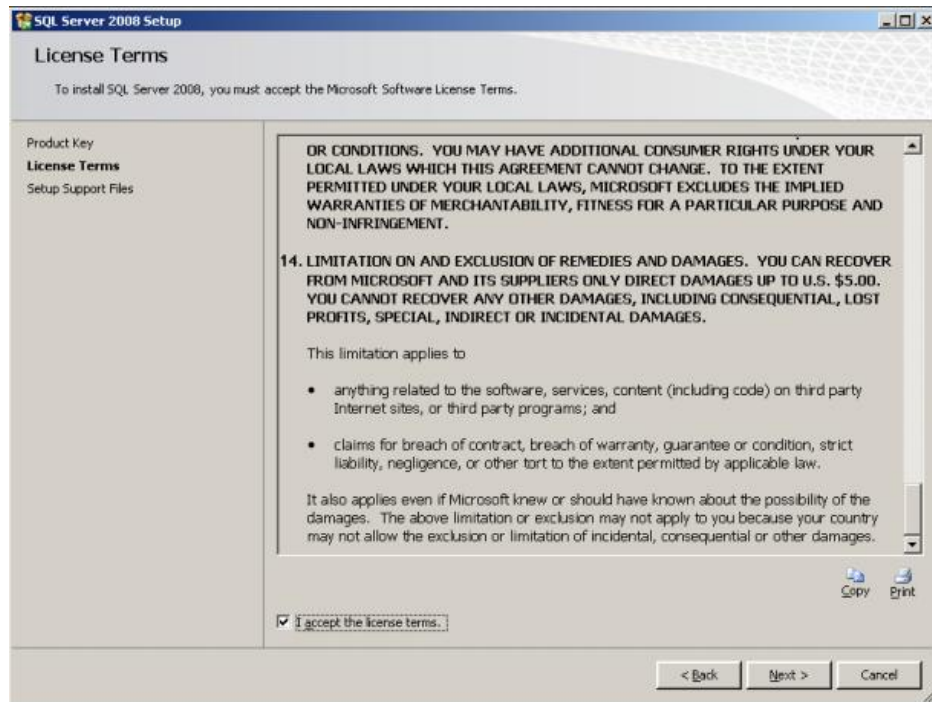 SQL Server 2008 Setup
License Terms
To install SQL Server 2008, you must accept the Microsoft Software License Terms.
Product Key
License Terms
Setup Support Files
OR CONDITIONS. YOU MAY HAVE ADDITIONAL CONSUMER RIGHTS UNDER YOUR
LOCAL LAWS WHICH THIS AGREEMENT CANNOT CHANGE. TO THE EXTENT
PERMITTED UNDER YOUR LOCAL LAWS, MICROSOFT EXCLUDES THE IMPLIED
WARRANTIES OF MERCHANTABILITY, FITNESS FOR A PARTICULAR PURPOSE AND
NON-INFRINGEMENT.
14. LIMITATION ON AND EXCLUSION OF REMEDIES AND DAMAGES. YOU CAN RECOVER
FROM MICROSOFT AND ITS SUPPLIERS ONLY DIRECT DAMAGES UP TO U.S. $5.00.
YOU CANNOT RECOVER ANY OTHER DAMAGES, INCLUDING CONSEQUENTIAL, LOST
PROFITS, SPECIAL, INDIRECT OR INCIDENTAL DAMAGES.
This limitation applies to
• anything related to the software, services, content (including code) on third party
Internet sites, or third party programs; and
• claims for breach of contract, breach of warranty, guarantee or condition, strict
liability, negligence, or other tort to the extent permitted by applicable law.
It also applies even if Microsoft knew or should have known about the possibility of the
damages. The above limitation or exclusion may not apply to you because your country
may not allow the exclusion or limitation of incidental, consequential or other damages.
Copy Print
I accept the license terms.
< Back Next > Cancel